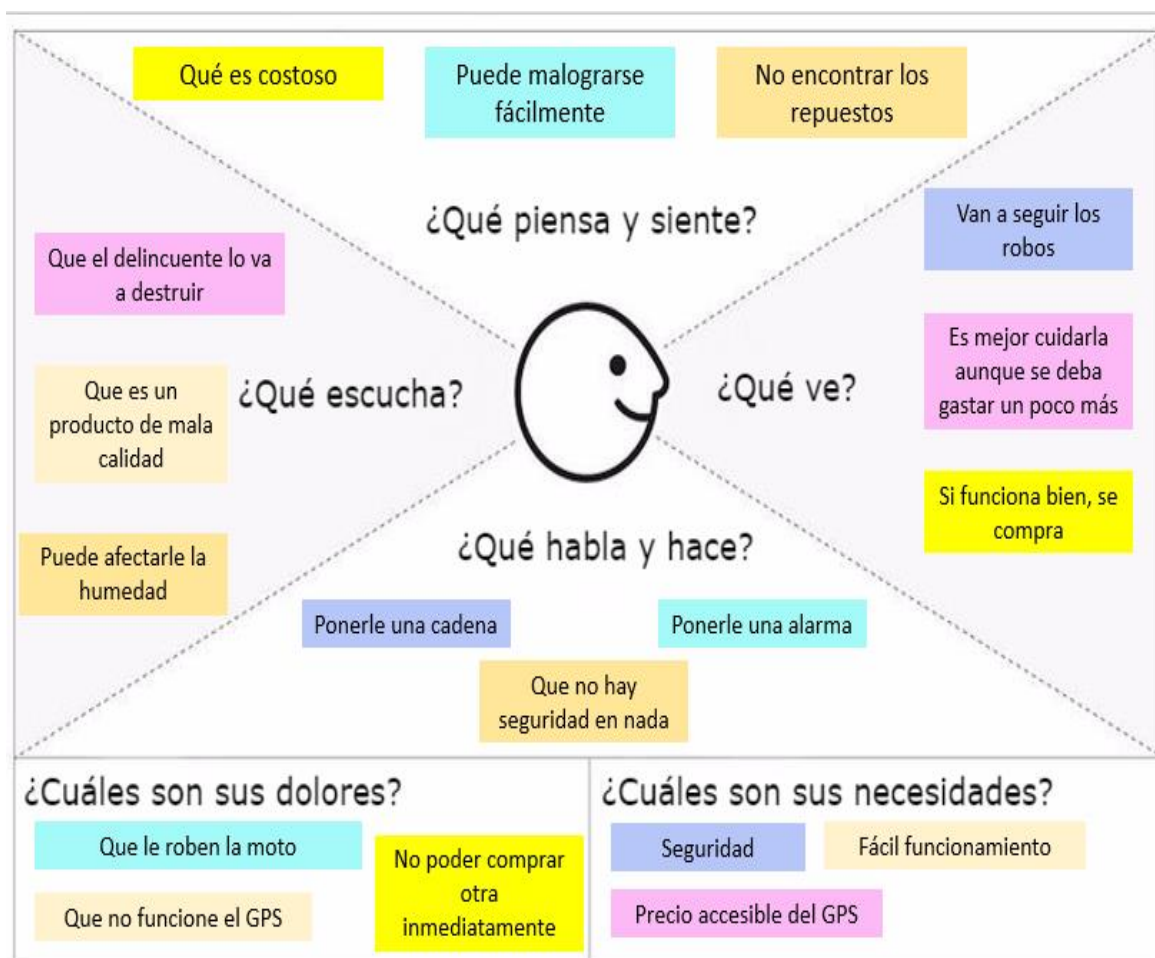 Qué es costoso
Puede malograrse
fácilmente
No encontrar los
repuestos
¿Qué piensa y siente?
Que el delincuente lo va
a destruir
Que es un
producto de mala
calidad
Puede afectarle la
humedad
¿Qué escucha?
¿Qué ve?
Van a seguir los
robos
Es mejor cuidarla
aunque se deba
gastar un poco más
Si funciona bien, se
compra
¿Qué habla y hace?
Ponerle una cadena
Ponerle una alarma
Que no hay
seguridad en nada
¿Cuáles son sus dolores?
Que le roben la moto
Que no funcione el GPS
No poder comprar
otra
inmediatamente
¿Cuáles son sus necesidades?
Seguridad
Fácil funcionamiento
Precio accesible del GPS